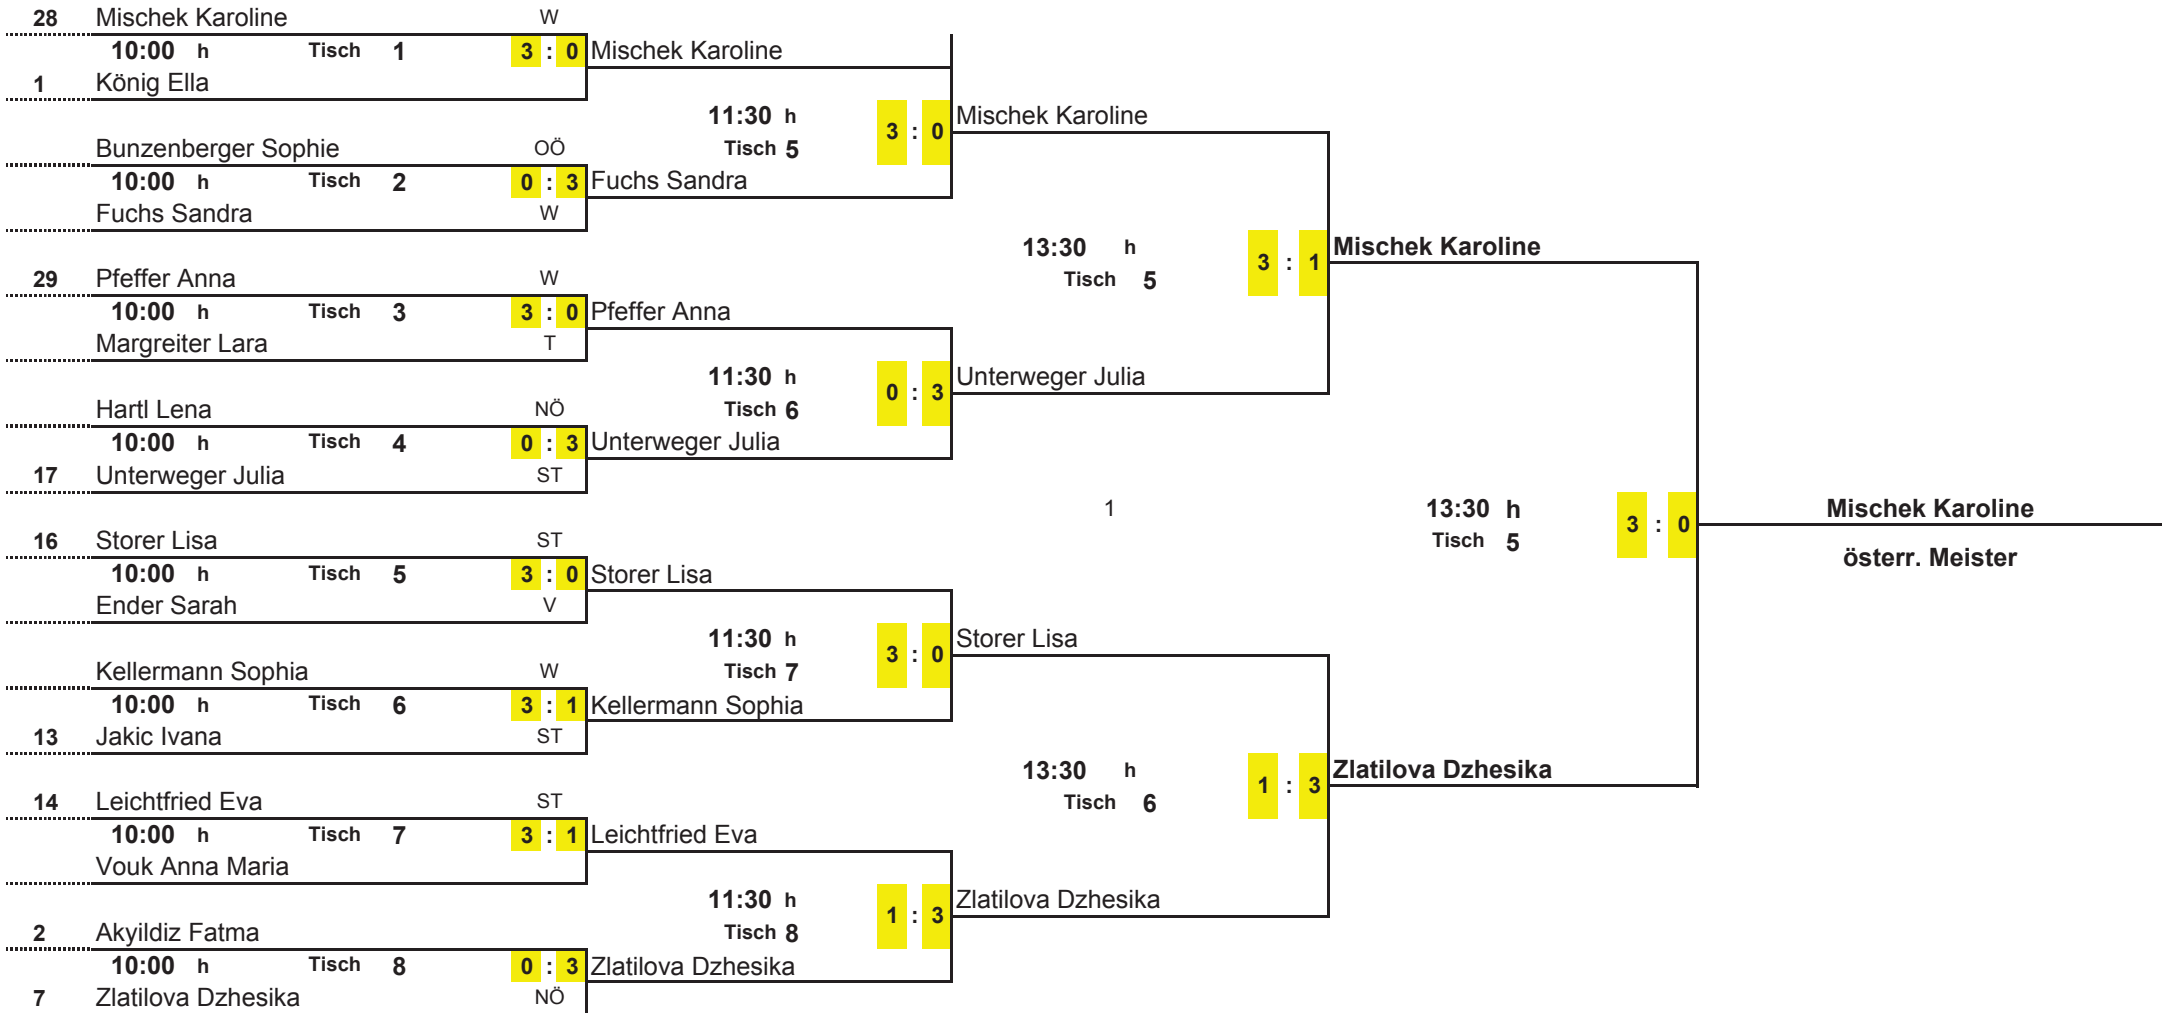 28 Mischek Karoline W
10:00 h Tisch 1 3 : 0 Mischek Karoline
1 König Ella
11:30 h 3 : 0 Mischek Karoline
Tisch 5
Bunzenberger Sophie OÖ
10:00 h Tisch 2 0 : 3 Fuchs Sandra
Fuchs Sandra W
13:30 h 3 : 1 Mischek Karoline
Tisch 5
29 Pfeffer Anna W
10:00 h Tisch 3 3 : 0 Pfeffer Anna
Margreiter Lara T
11:30 h 0 : 3 Unterweger Julia
Tisch 6
Hartl Lena NÖ
10:00 h Tisch 4 0 : 3 Unterweger Julia
17 Unterweger Julia ST
1 13:30 h 3 : 0 Mischek Karoline
Tisch 5
österr. Meister
16 Storer Lisa ST
10:00 h Tisch 5 3 : 0 Storer Lisa
Ender Sarah V
11:30 h 3 : 0 Storer Lisa
Tisch 7
Kellermann Sophia W
10:00 h Tisch 6 3 : 1 Kellermann Sophia
13 Jakic Ivana ST
13:30 h 1 : 3 Zlatilova Dzhesika
Tisch 6
14 Leichtfried Eva ST
10:00 h Tisch 7 3 : 1 Leichtfried Eva
Vouk Anna Maria
11:30 h 1 : 3 Zlatilova Dzhesika
Tisch 8
2 Akyildiz Fatma
10:00 h Tisch 8 0 : 3 Zlatilova Dzhesika
7 Zlatilova Dzhesika NÖ